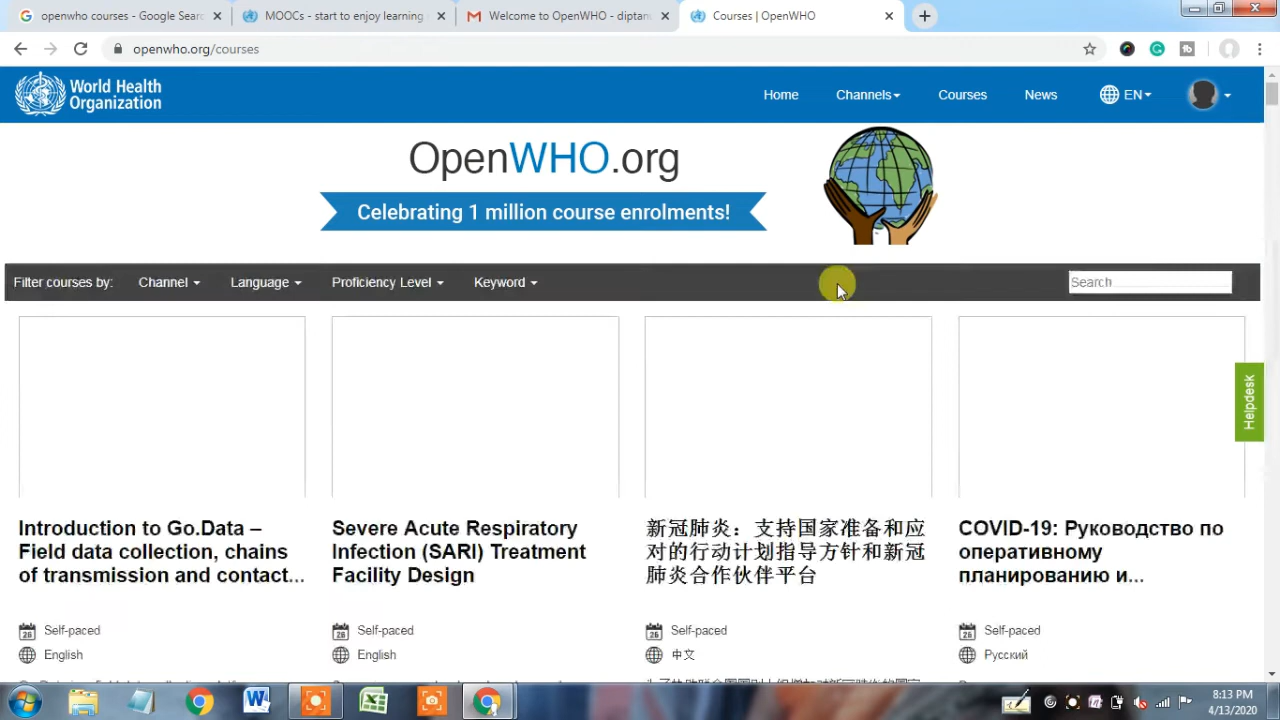 openwho courses - Google Sear
MOOCs - start to enjoy learning
Welcome to OpenWHO - diptan
Courses | OpenWHO
openwho.org/courses
World Health
Organization
Home
Channels
Courses
News
EN
OpenWHO.org
Celebrating 1 million course enrolments!
Filter courses by:
Channel
Language
Proficiency Level
Keyword
Search
Helpdesk
Introduction to Go.Data –
Field data collection, chains
of transmission and contact...
Severe Acute Respiratory
Infection (SARI) Treatment
Facility Design
新冠肺炎：支持国家准备和应
对的行动计划指导方针和新冠
肺炎合作伙伴平台
COVID-19: Руководство по
оперативному
планированию и...
Self-paced
English
Self-paced
English
Self-paced
中文
Self-paced
Русский
8:13 PM
4/13/2020